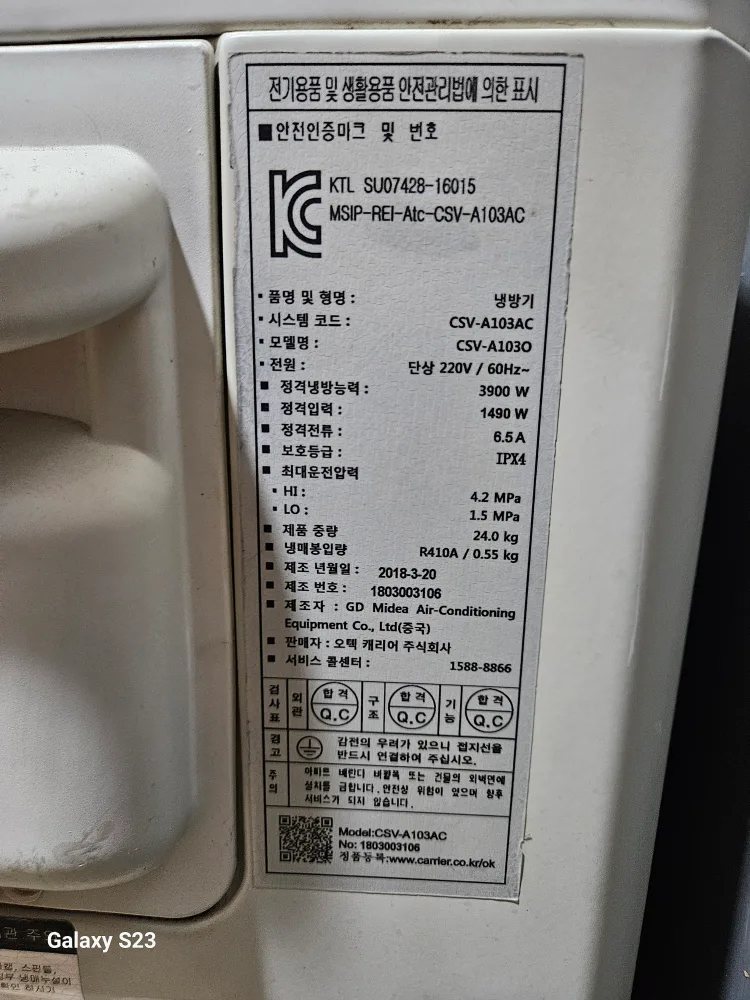 전기용품 및 생활용품 안전관리법에 의한 표시
■안전인증마크 및 번호
KTL SU07428-16015
MSIP-REI-Atc-CSV-A103AC
▪ 품명 및 형명 : 냉방기
▪ 시스템 코드 : CSV-A103AC
▪ 모델명 : CSV-A103O
▪ 전원 : 단상 220V / 60Hz~
■ 정격냉방능력 : 3900 W
■ 정격입력 : 1490 W
■ 정격전류 : 6.5 A
■ 보호등급 : IPX4
■ 최대운전압력
▪ HI : 4.2 MPa
▪ LO : 1.5 MPa
■ 제품 중량 24.0 kg
■ 냉매봉입량 R410A / 0.55 kg
■ 제조 년월일 : 2018-3-20
■ 제조 번호 : 1803003106
■ 제조자 : GD Midea Air-Conditioning
Equipment Co., Ltd(중국)
■ 판매자 : 오텍 캐리어 주식회사
■ 서비스 콜센터 : 1588-8866
검사표 외관 합격 Q.C 구조 합격 Q.C 기능 합격 Q.C
경고 감전의 우려가 있으니 접지선을
반드시 연결하여 주십시오.
주의 아파트 베란다 바깥쪽 또는 건물의 외벽면에
설치를 금합니다. 안전상 위험이 있으며 향후
서비스가 되지 않습니다.
Model:CSV-A103AC
No: 1803003106
정품등록:www.carrier.co.kr/ok
Galaxy S23
관 주
스핀들,
냉매누설이